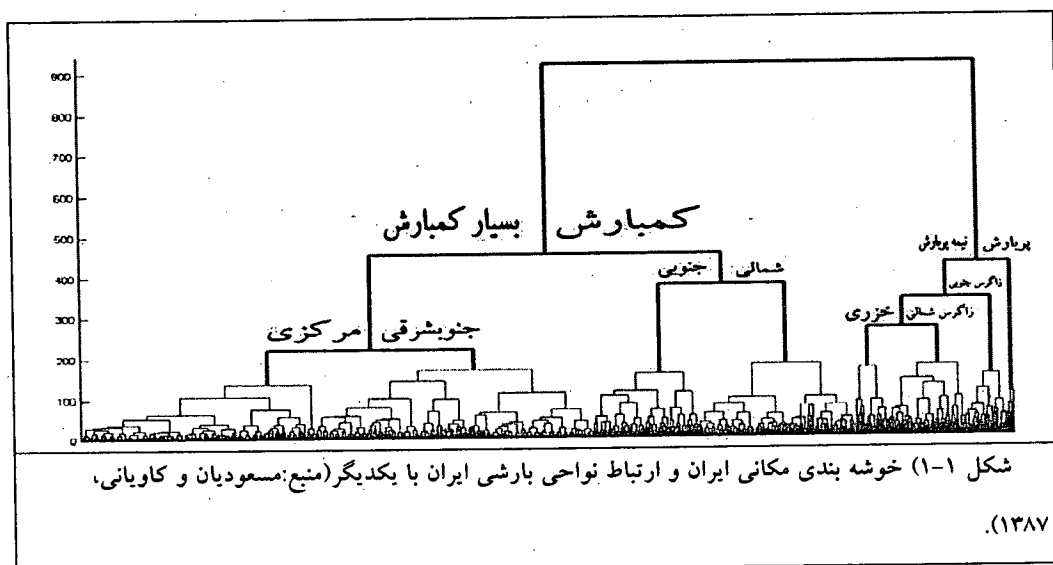 900
800
700
600
500
400
300
200
100
0
کمبارش بسیار کمبارش
پربارش نیمه پربارش
شمالی جنوبی
زاگرس جنوبی
زاگرس شمالی خزری
جنوبشرقی مرکزی
شکل ۱-۱) خوشه بندی مکانی ایران و ارتباط نواحی بارشی ایران با یکدیگر(منبع:مسعودیان و کاویانی،
۱۳۸۷).